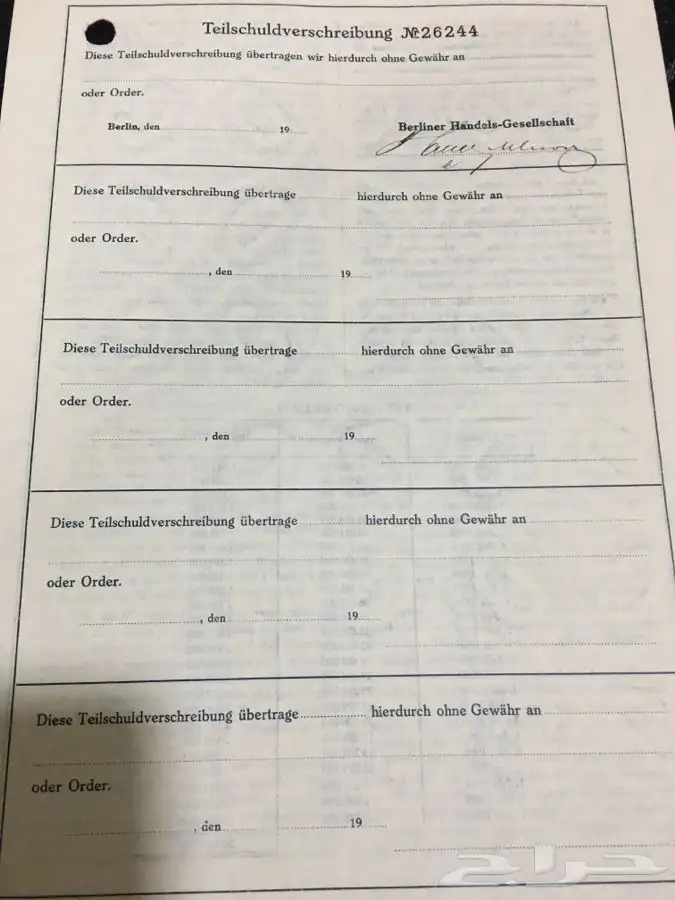 Teilschuldverschreibung № 26244
Diese Teilschuldverschreibung übertragen wir hierdurch ohne Gewähr an
oder Order.
Berlin, den 19
Berliner Handels-Gesellschaft
Diese Teilschuldverschreibung übertrage hierdurch ohne Gewähr an
oder Order.
, den 19
Diese Teilschuldverschreibung übertrage hierdurch ohne Gewähr an
oder Order.
, den 19
Diese Teilschuldverschreibung übertrage hierdurch ohne Gewähr an
oder Order.
, den 19
Diese Teilschuldverschreibung übertrage hierdurch ohne Gewähr an
oder Order.
, den 19
حراج